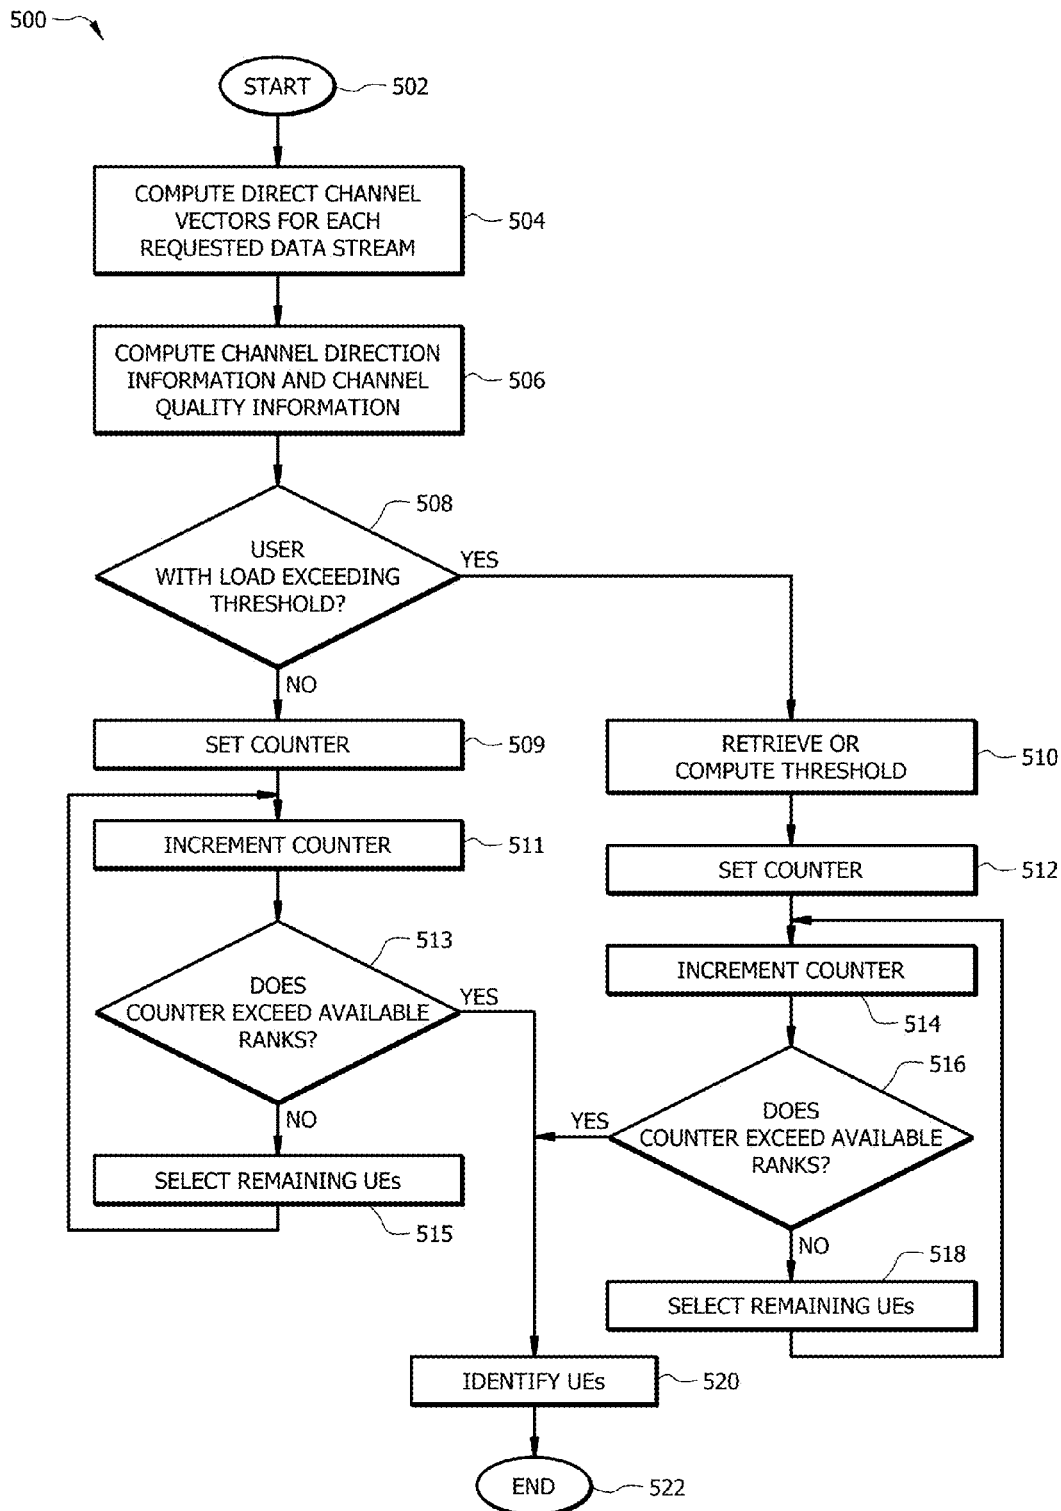 500
START
502
COMPUTE DIRECT CHANNEL
VECTORS FOR EACH
REQUESTED DATA STREAM
504
COMPUTE CHANNEL DIRECTION
INFORMATION AND CHANNEL
QUALITY INFORMATION
506
508
USER
WITH LOAD EXCEEDING
THRESHOLD?
YES
NO
SET COUNTER
509
RETRIEVE OR
COMPUTE THRESHOLD
510
INCREMENT COUNTER
511
SET COUNTER
512
513
DOES
COUNTER EXCEED AVAILABLE
RANKS?
YES
NO
INCREMENT COUNTER
514
516
DOES
COUNTER EXCEED AVAILABLE
RANKS?
YES
NO
SELECT REMAINING UEs
515
518
SELECT REMAINING UEs
IDENTIFY UEs
520
END
522